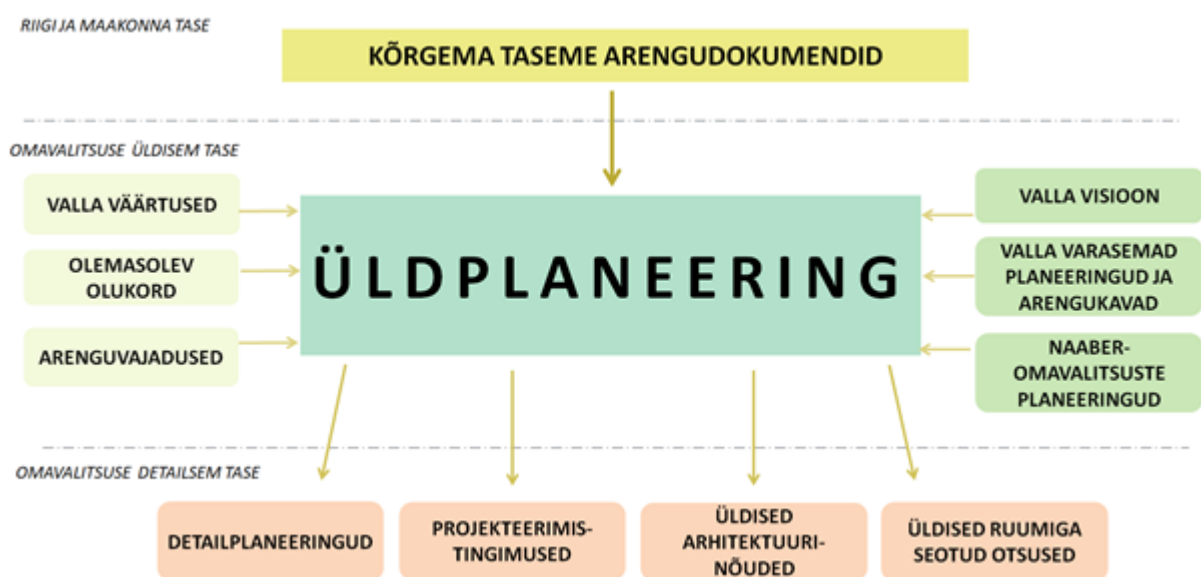 RIIGI JA MAAKONNA TASE
KÕRGEMA TASEME ARENGUDOKUMENDID
OMAVALITSUSE ÜLDISEM TASE
VALLA VÄÄRTUSED
OLEMASOLEV
OLUKORD
ARENGUVAJADUSED
ÜLDPLANEERING
VALLA VISIOON
VALLA VARASEMAD
PLANEERINGUD JA
ARENGUKAVAD
NAABER-
OMAVALITSUSTE
PLANEERINGUD
OMAVALITSUSE DETAILSEM TASE
DETAILPLANEERINGUD
PROJEKTEERIMIS-
TINGIMUSED
ÜLDISED
ARHITEKTUURI-
NÕUDED
ÜLDISED RUUMIGA
SEOTUD OTSUSED